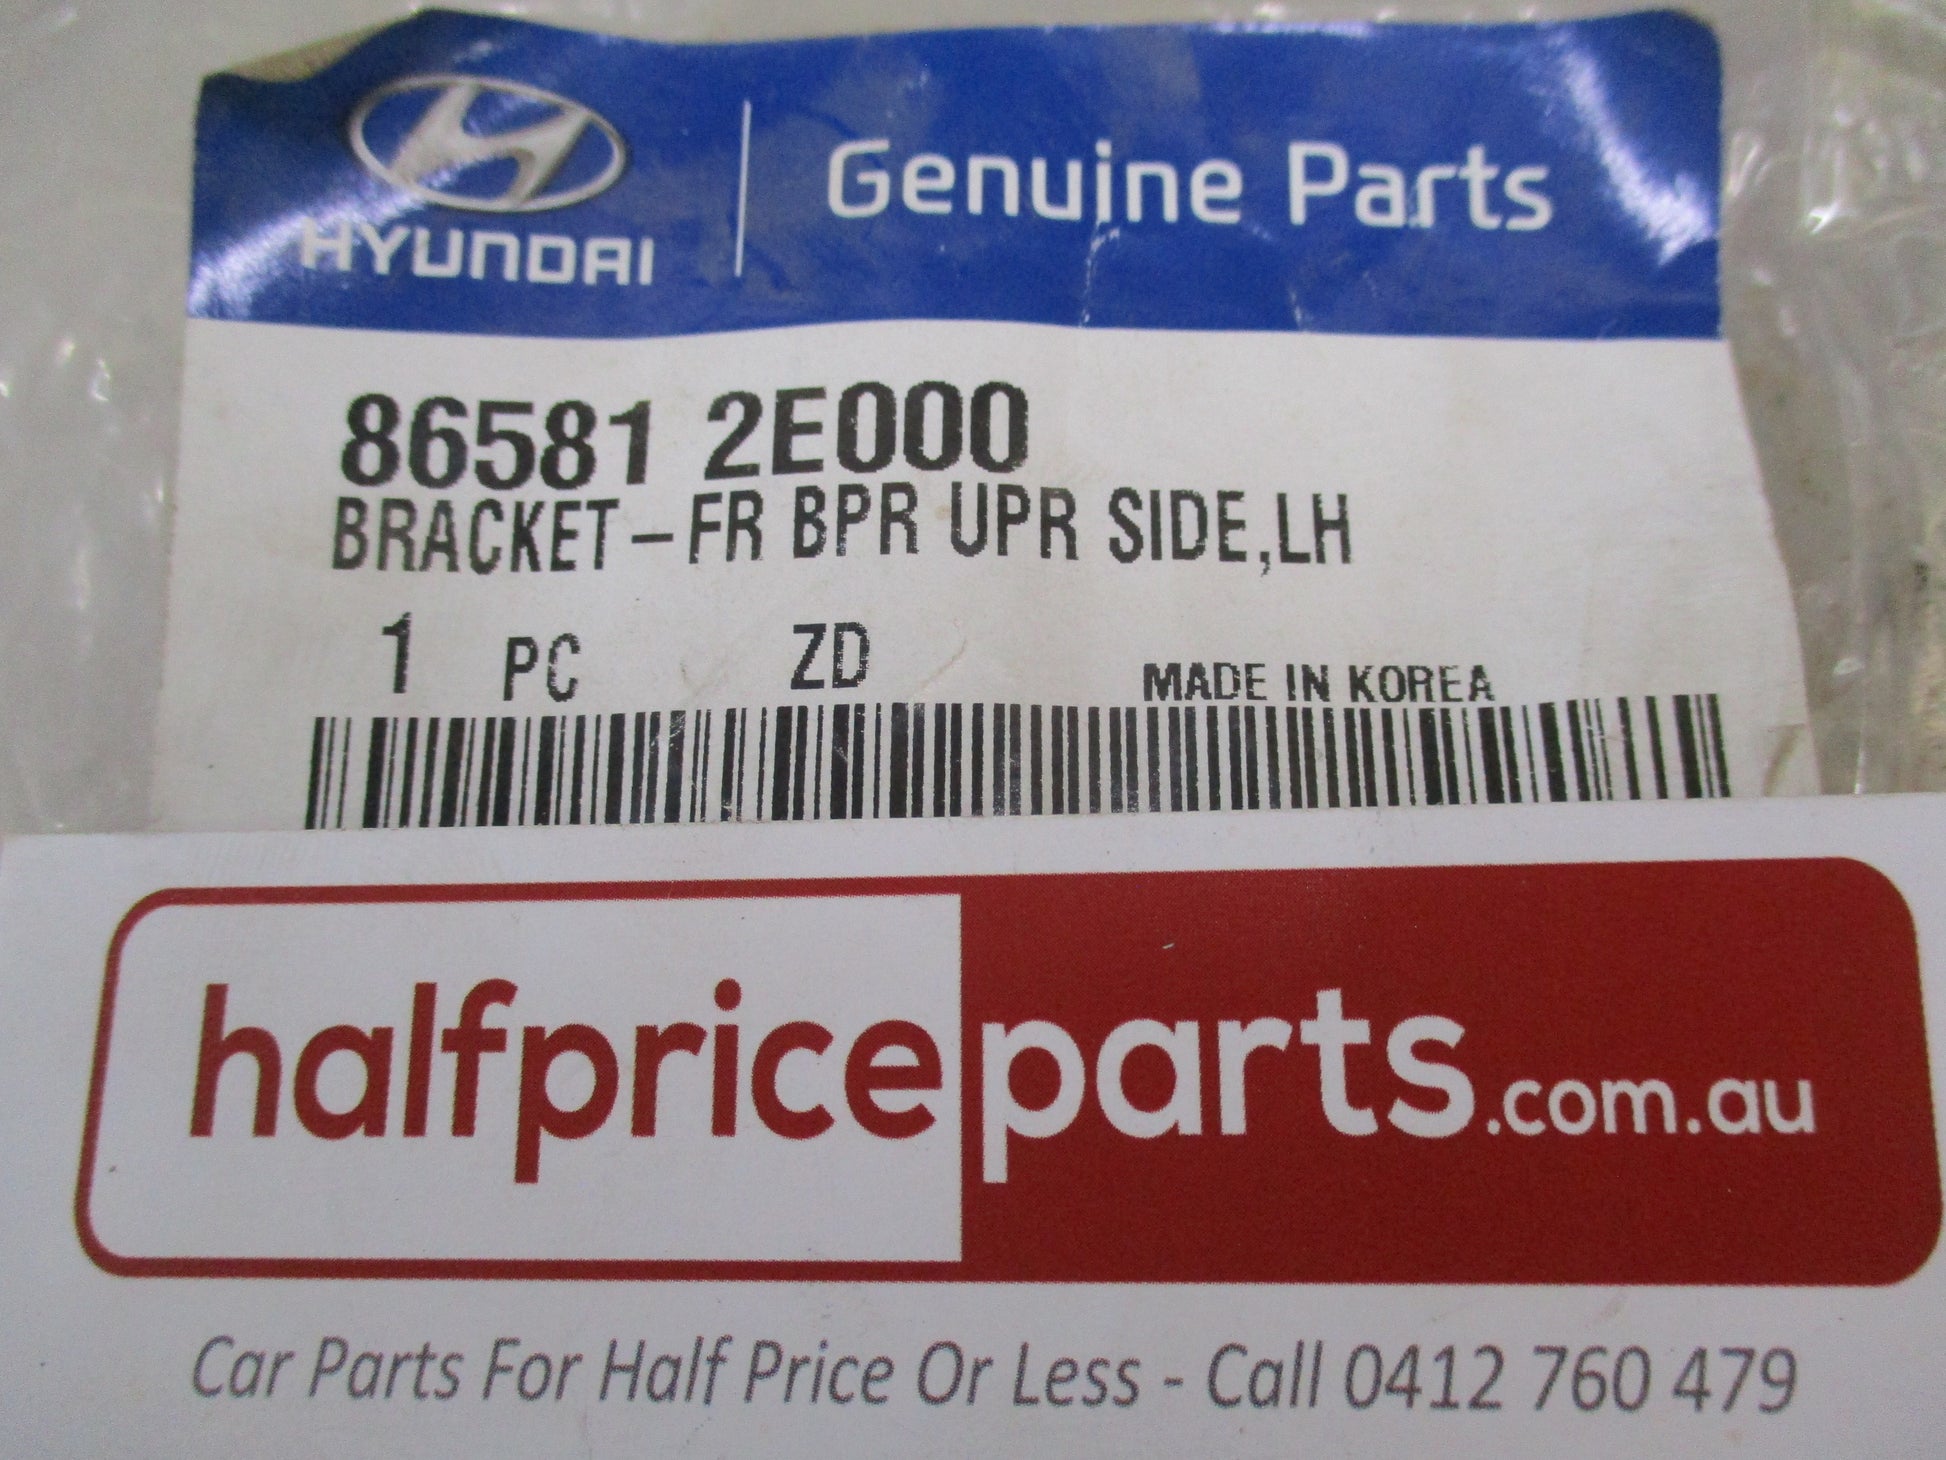 HYUNDAI
Genuine Parts
86581 2E000
BRACKET-FR BPR UPR SIDE,LH
1 PC ZD MADE IN KOREA
halfpriceparts.com.au
Car Parts For Half Price Or Less - Call 0412 760 479